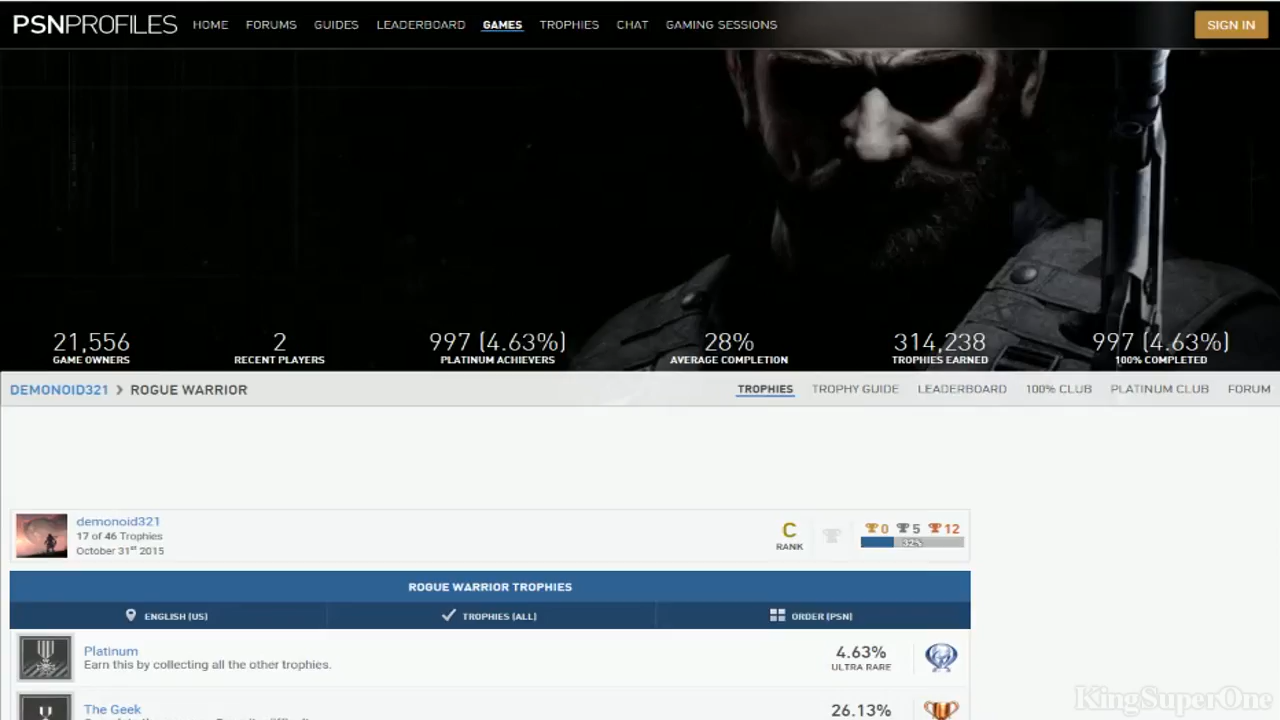 PSNPROFILES HOME FORUMS GUIDES LEADERBOARD GAMES TROPHIES CHAT GAMING SESSIONS SIGN IN
21,556 2 997 (4.63%) 28% 314,238 997 (4.63%)
GAME OWNERS RECENT PLAYERS PLATINUM ACHIEVERS AVERAGE COMPLETION TROPHIES EARNED 100% COMPLETED
DEMONOID321 > ROGUE WARRIOR TROPHIES TROPHY GUIDE LEADERBOARD 100% CLUB PLATINUM CLUB FORUM
demonoid321
17 of 46 Trophies
October 31st 2015
C
RANK
0 5 12
32%
ROGUE WARRIOR TROPHIES
ENGLISH (US) TROPHIES (ALL) ORDER (PSN)
Platinum
Earn this by collecting all the other trophies.
4.63%
ULTRA RARE
The Geek
26.13%
KingSuperOne